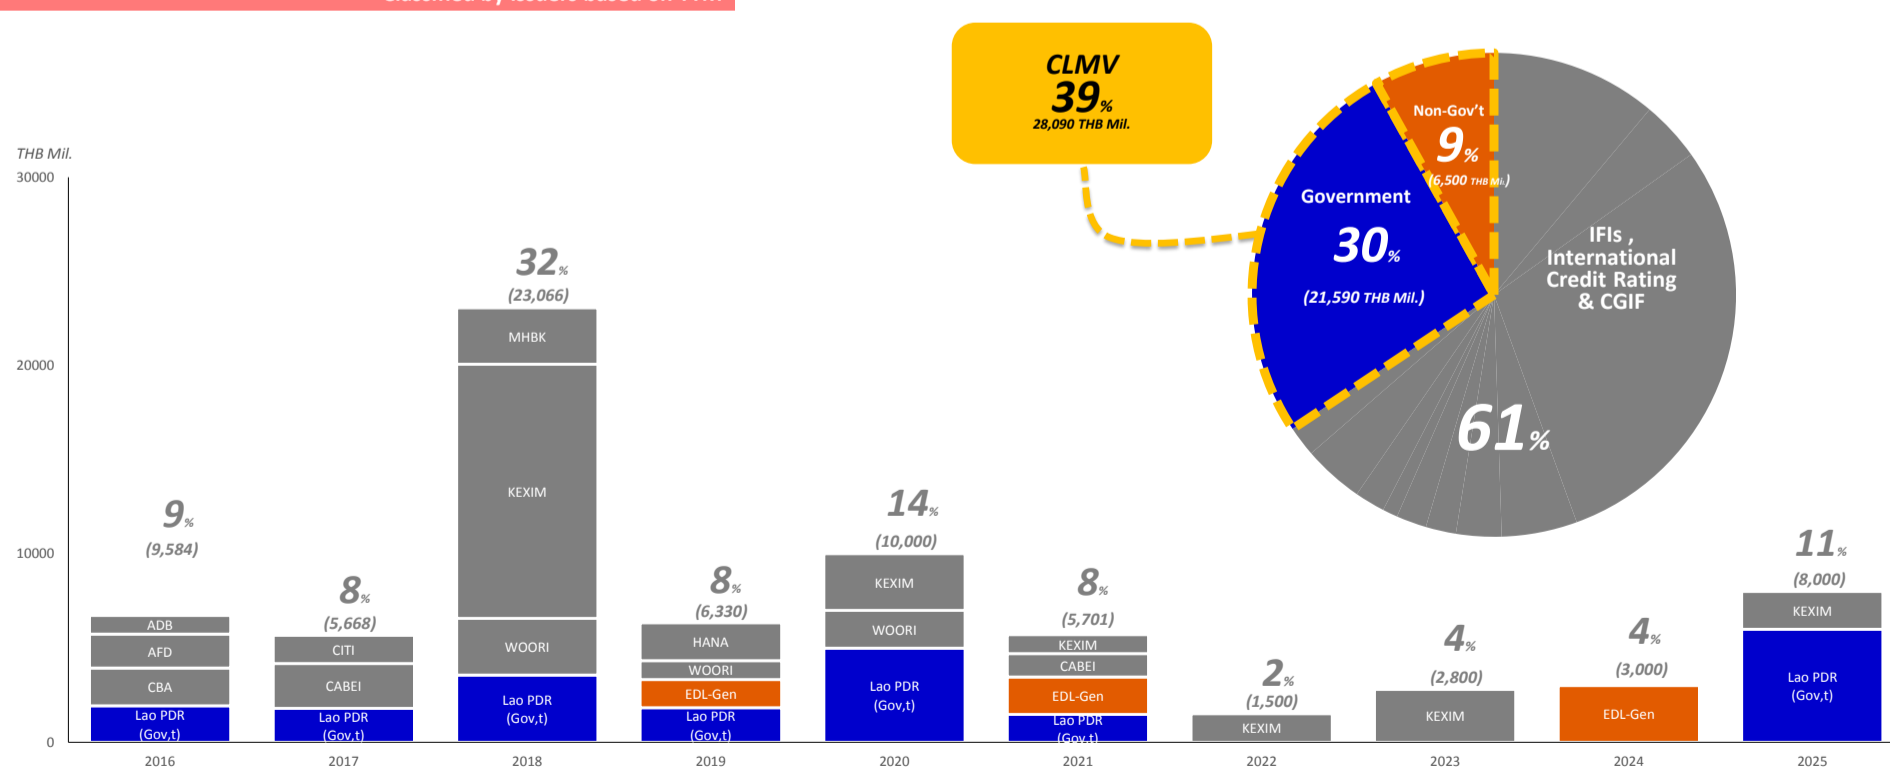 CLMV
39%
28,090 THB Mil.
Non-Gov't
9%
(6,500 THB Mil.)
Government
30%
(21,590 THB Mil.)
IFIs ,
International
Credit Rating
& CGIF
61%
THB Mil.
30000
20000
10000
0
9%
(9,584)
ADB
AFD
CBA
Lao PDR
(Gov,t)
2016
8%
(5,668)
CITI
CABEI
Lao PDR
(Gov,t)
2017
32%
(23,066)
MHBK
KEXIM
WOORI
Lao PDR
(Gov,t)
2018
8%
(6,330)
HANA
WOORI
EDL-Gen
Lao PDR
(Gov,t)
2019
14%
(10,000)
KEXIM
WOORI
Lao PDR
(Gov,t)
2020
8%
(5,701)
KEXIM
CABEI
EDL-Gen
Lao PDR
(Gov,t)
2021
2%
(1,500)
KEXIM
2022
4%
(2,800)
KEXIM
2023
4%
(3,000)
EDL-Gen
2024
11%
(8,000)
KEXIM
Lao PDR
(Gov,t)
2025